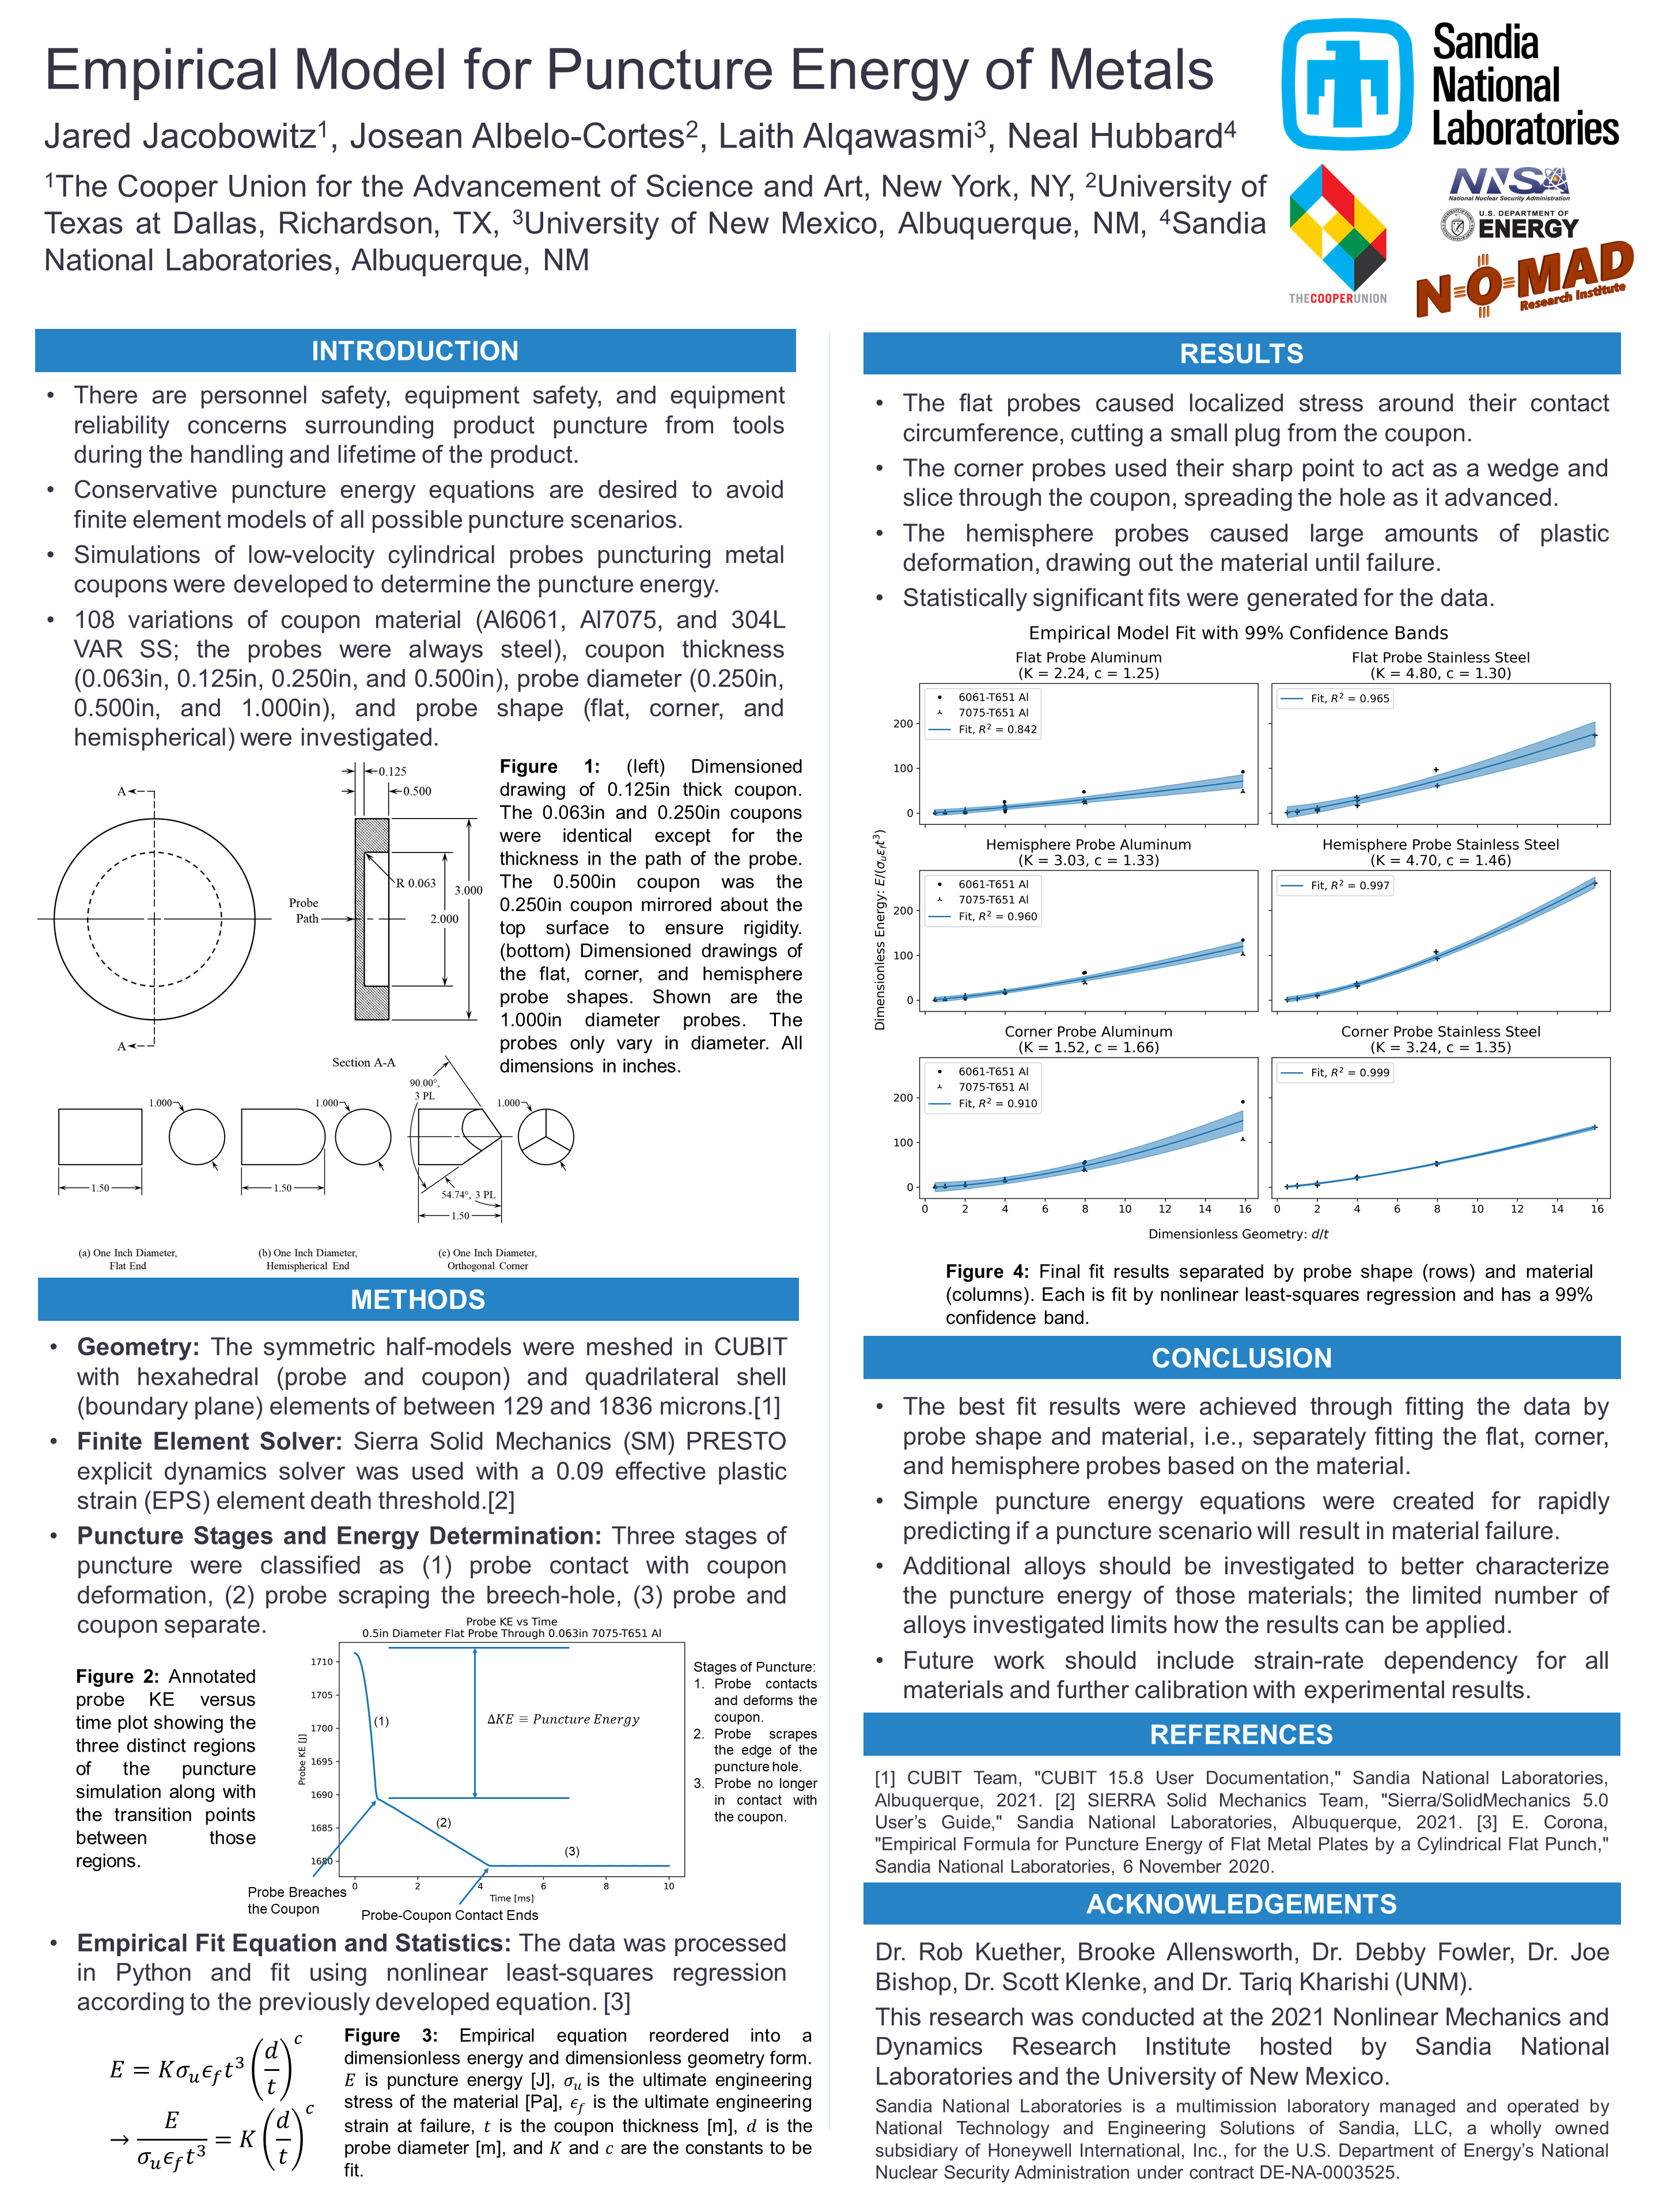 Empirical Model for Puncture Energy of Metals
Jared Jacobowitz1, Josean Albelo-Cortes2, Laith Alqawasmi3, Neal Hubbard4
1The Cooper Union for the Advancement of Science and Art, New York, NY, 2University of
Texas at Dallas, Richardson, TX, 3University of New Mexico, Albuquerque, NM, 4Sandia
National Laboratories, Albuquerque, NM
Sandia
National
Laboratories
NNSA
National Nuclear Security Administration
U.S. DEPARTMENT OF
ENERGY
THECOOPERUNION
N=O=MAD
Research Institute
INTRODUCTION
• There are personnel safety, equipment safety, and equipment
reliability concerns surrounding product puncture from tools
during the handling and lifetime of the product.
• Conservative puncture energy equations are desired to avoid
finite element models of all possible puncture scenarios.
• Simulations of low-velocity cylindrical probes puncturing metal
coupons were developed to determine the puncture energy.
• 108 variations of coupon material (Al6061, Al7075, and 304L
VAR SS; the probes were always steel), coupon thickness
(0.063in, 0.125in, 0.250in, and 0.500in), probe diameter (0.250in,
0.500in, and 1.000in), and probe shape (flat, corner, and
hemispherical) were investigated.
A
A
0.125
0.500
R 0.063
3.000
2.000
Probe
Path
Section A-A
Figure 1: (left) Dimensioned
drawing of 0.125in thick coupon.
The 0.063in and 0.250in coupons
were identical except for the
thickness in the path of the probe.
The 0.500in coupon was the
0.250in coupon mirrored about the
top surface to ensure rigidity.
(bottom) Dimensioned drawings of
the flat, corner, and hemisphere
probe shapes. Shown are the
1.000in diameter probes. The
probes only vary in diameter. All
dimensions in inches.
1.000
1.50
1.000
1.50
90.00°,
3 PL
1.000
54.74°, 3 PL
1.50
(a) One Inch Diameter,
Flat End
(b) One Inch Diameter,
Hemispherical End
(c) One Inch Diameter,
Orthogonal Corner
METHODS
• Geometry: The symmetric half-models were meshed in CUBIT
with hexahedral (probe and coupon) and quadrilateral shell
(boundary plane) elements of between 129 and 1836 microns.[1]
• Finite Element Solver: Sierra Solid Mechanics (SM) PRESTO
explicit dynamics solver was used with a 0.09 effective plastic
strain (EPS) element death threshold.[2]
• Puncture Stages and Energy Determination: Three stages of
puncture were classified as (1) probe contact with coupon
deformation, (2) probe scraping the breech-hole, (3) probe and
coupon separate.
Figure 2: Annotated
probe KE versus
time plot showing the
three distinct regions
of the puncture
simulation along with
the transition points
between those
regions.
Probe KE vs Time
0.5in Diameter Flat Probe Through 0.063in 7075-T651 Al
Probe KE [J]
1710
1705
1700
1695
1690
1685
1680
(1)
ΔKE ≡ Puncture Energy
(2)
(3)
0 2 4 6 8 10
Time [ms]
Probe Breaches
the Coupon
Probe-Coupon Contact Ends
Stages of Puncture:
1. Probe contacts
and deforms the
coupon.
2. Probe scrapes
the edge of the
puncture hole.
3. Probe no longer
in contact with
the coupon.
• Empirical Fit Equation and Statistics: The data was processed
in Python and fit using nonlinear least-squares regression
according to the previously developed equation. [3]
E = Kσᵤϵ_f t³ (d/t)^c
→ E/(σᵤϵ_f t³) = K (d/t)^c
Figure 3: Empirical equation reordered into a
dimensionless energy and dimensionless geometry form.
E is puncture energy [J], σᵤ is the ultimate engineering
stress of the material [Pa], ϵ_f is the ultimate engineering
strain at failure, t is the coupon thickness [m], d is the
probe diameter [m], and K and c are the constants to be
fit.
RESULTS
• The flat probes caused localized stress around their contact
circumference, cutting a small plug from the coupon.
• The corner probes used their sharp point to act as a wedge and
slice through the coupon, spreading the hole as it advanced.
• The hemisphere probes caused large amounts of plastic
deformation, drawing out the material until failure.
• Statistically significant fits were generated for the data.
Empirical Model Fit with 99% Confidence Bands
Flat Probe Aluminum
(K = 2.24, c = 1.25)
6061-T651 Al
7075-T651 Al
Fit, R² = 0.842
200
100
0
Flat Probe Stainless Steel
(K = 4.80, c = 1.30)
Fit, R² = 0.965
Hemisphere Probe Aluminum
(K = 3.03, c = 1.33)
6061-T651 Al
7075-T651 Al
Fit, R² = 0.960
200
100
0
Hemisphere Probe Stainless Steel
(K = 4.70, c = 1.46)
Fit, R² = 0.997
Dimensionless Energy: E/(σᵤε_f t³)
Corner Probe Aluminum
(K = 1.52, c = 1.66)
6061-T651 Al
7075-T651 Al
Fit, R² = 0.910
200
100
0
0 2 4 6 8 10 12 14 16
Corner Probe Stainless Steel
(K = 3.24, c = 1.35)
Fit, R² = 0.999
0 2 4 6 8 10 12 14 16
Dimensionless Geometry: d/t
Figure 4: Final fit results separated by probe shape (rows) and material
(columns). Each is fit by nonlinear least-squares regression and has a 99%
confidence band.
CONCLUSION
• The best fit results were achieved through fitting the data by
probe shape and material, i.e., separately fitting the flat, corner,
and hemisphere probes based on the material.
• Simple puncture energy equations were created for rapidly
predicting if a puncture scenario will result in material failure.
• Additional alloys should be investigated to better characterize
the puncture energy of those materials; the limited number of
alloys investigated limits how the results can be applied.
• Future work should include strain-rate dependency for all
materials and further calibration with experimental results.
REFERENCES
[1] CUBIT Team, "CUBIT 15.8 User Documentation," Sandia National Laboratories,
Albuquerque, 2021. [2] SIERRA Solid Mechanics Team, "Sierra/SolidMechanics 5.0
User's Guide," Sandia National Laboratories, Albuquerque, 2021. [3] E. Corona,
"Empirical Formula for Puncture Energy of Flat Metal Plates by a Cylindrical Flat Punch,"
Sandia National Laboratories, 6 November 2020.
ACKNOWLEDGEMENTS
Dr. Rob Kuether, Brooke Allensworth, Dr. Debby Fowler, Dr. Joe
Bishop, Dr. Scott Klenke, and Dr. Tariq Kharishi (UNM).
This research was conducted at the 2021 Nonlinear Mechanics and
Dynamics Research Institute hosted by Sandia National
Laboratories and the University of New Mexico.
Sandia National Laboratories is a multimission laboratory managed and operated by
National Technology and Engineering Solutions of Sandia, LLC, a wholly owned
subsidiary of Honeywell International, Inc., for the U.S. Department of Energy's National
Nuclear Security Administration under contract DE-NA-0003525.